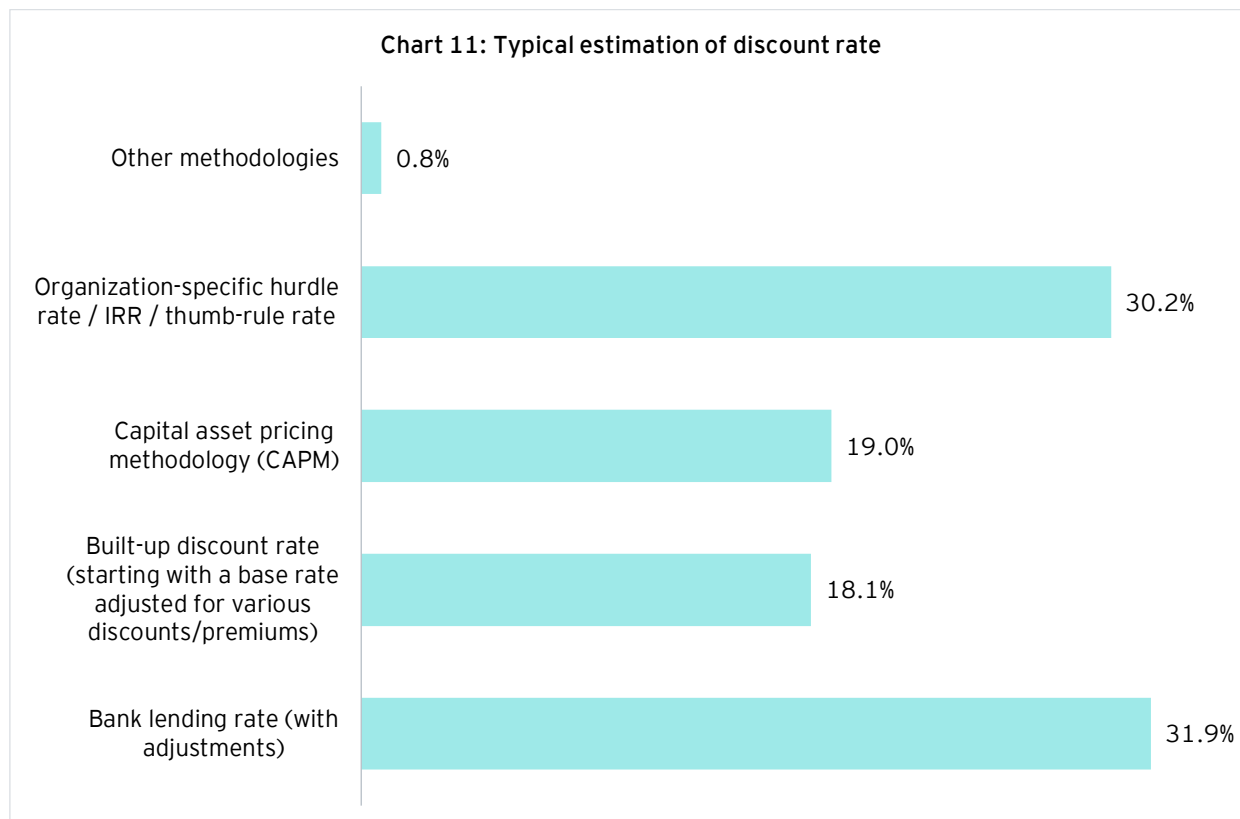 Chart 11: Typical estimation of discount rate
Other methodologies
0.8%
Organization-specific hurdle
rate / IRR / thumb-rule rate
30.2%
Capital asset pricing
methodology (CAPM)
19.0%
Built-up discount rate
(starting with a base rate
adjusted for various
discounts/premiums)
18.1%
Bank lending rate (with
adjustments)
31.9%